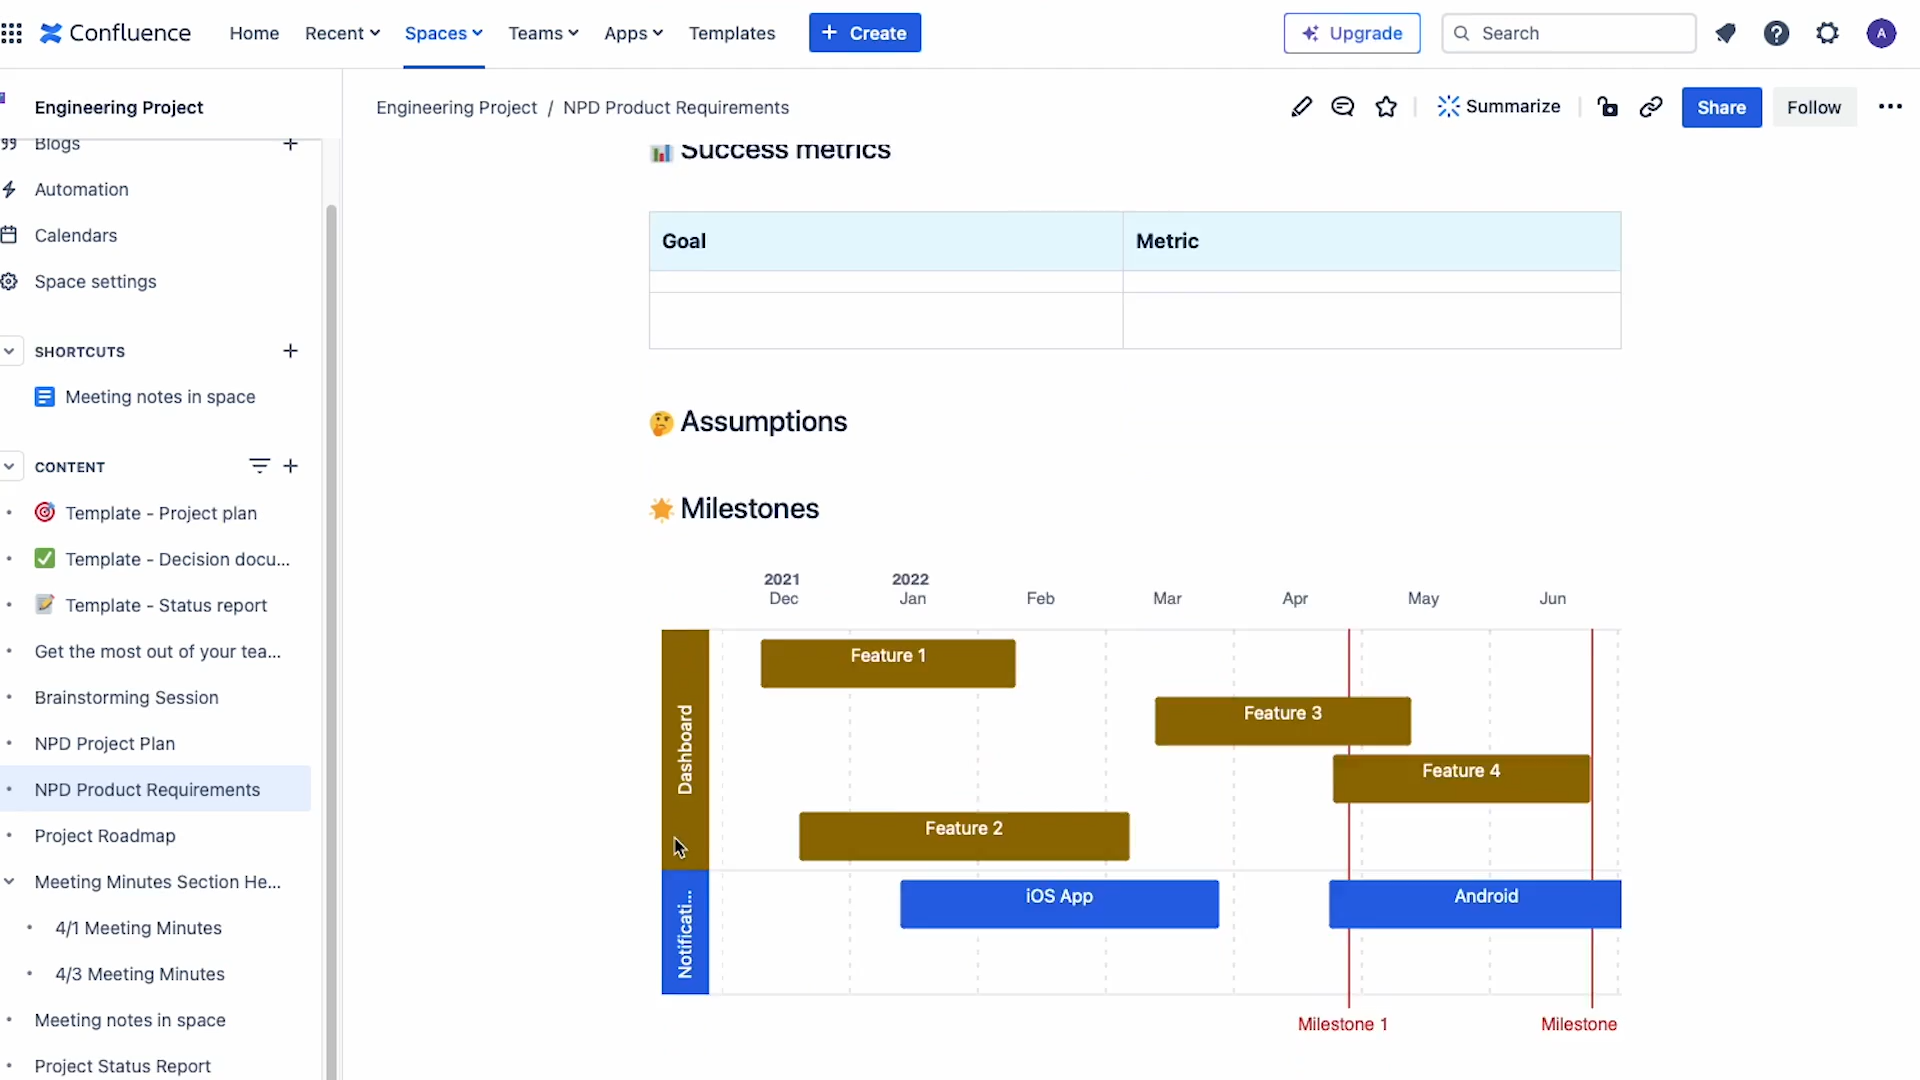 Confluence
Home
Recent
Spaces
Teams
Apps
Templates
+ Create
Upgrade
Search
A
Engineering Project
Engineering Project / NPD Product Requirements
Summarize
Share
Follow
Blogs
Automation
Calendars
Space settings
SHORTCUTS
Meeting notes in space
CONTENT
Template - Project plan
Template - Decision docu...
Template - Status report
Get the most out of your tea...
Brainstorming Session
NPD Project Plan
NPD Product Requirements
Project Roadmap
Meeting Minutes Section He...
4/1 Meeting Minutes
4/3 Meeting Minutes
Meeting notes in space
Project Status Report
Success metrics
Goal
Metric
Assumptions
Milestones
2021
2022
Dec
Jan
Feb
Mar
Apr
May
Jun
Dashboard
Feature 1
Feature 3
Feature 4
Feature 2
Notificati...
iOS App
Android
Milestone 1
Milestone